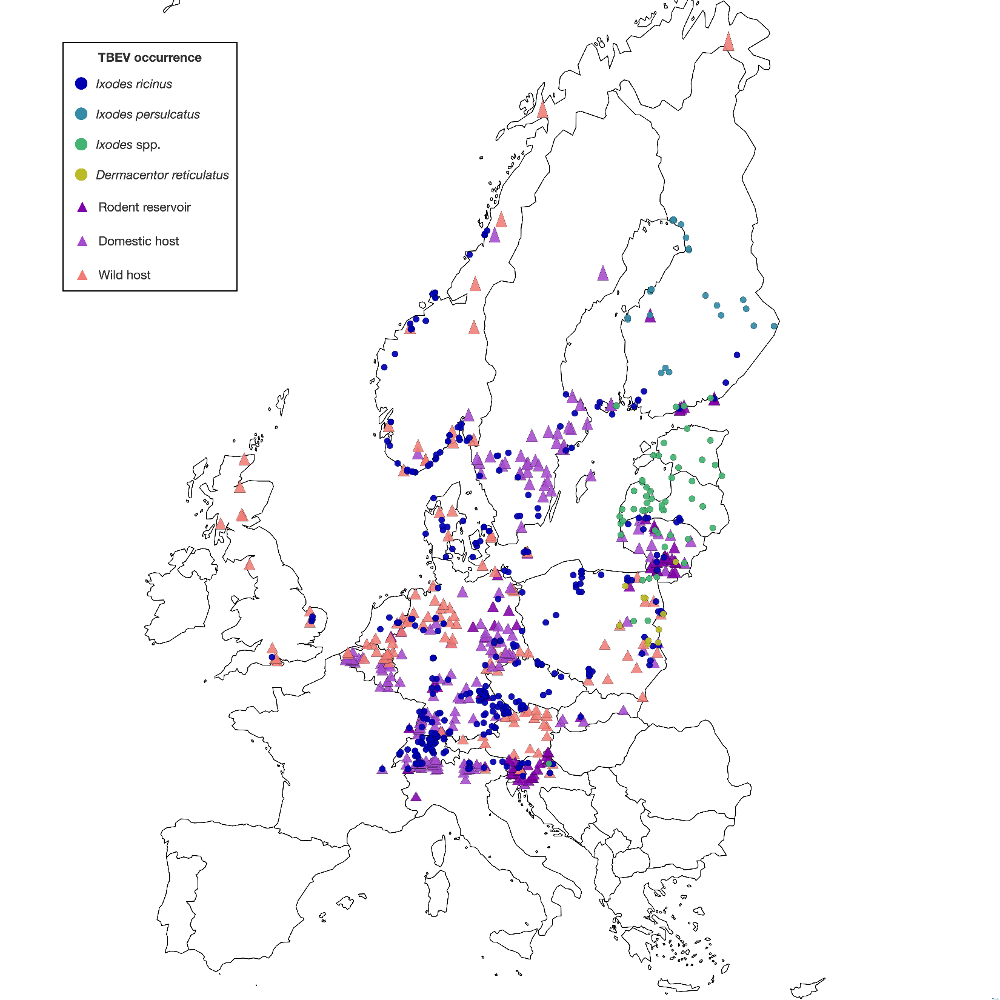 TBEV occurrence
Ixodes ricinus
Ixodes persulcatus
Ixodes spp.
Dermacentor reticulatus
Rodent reservoir
Domestic host
Wild host